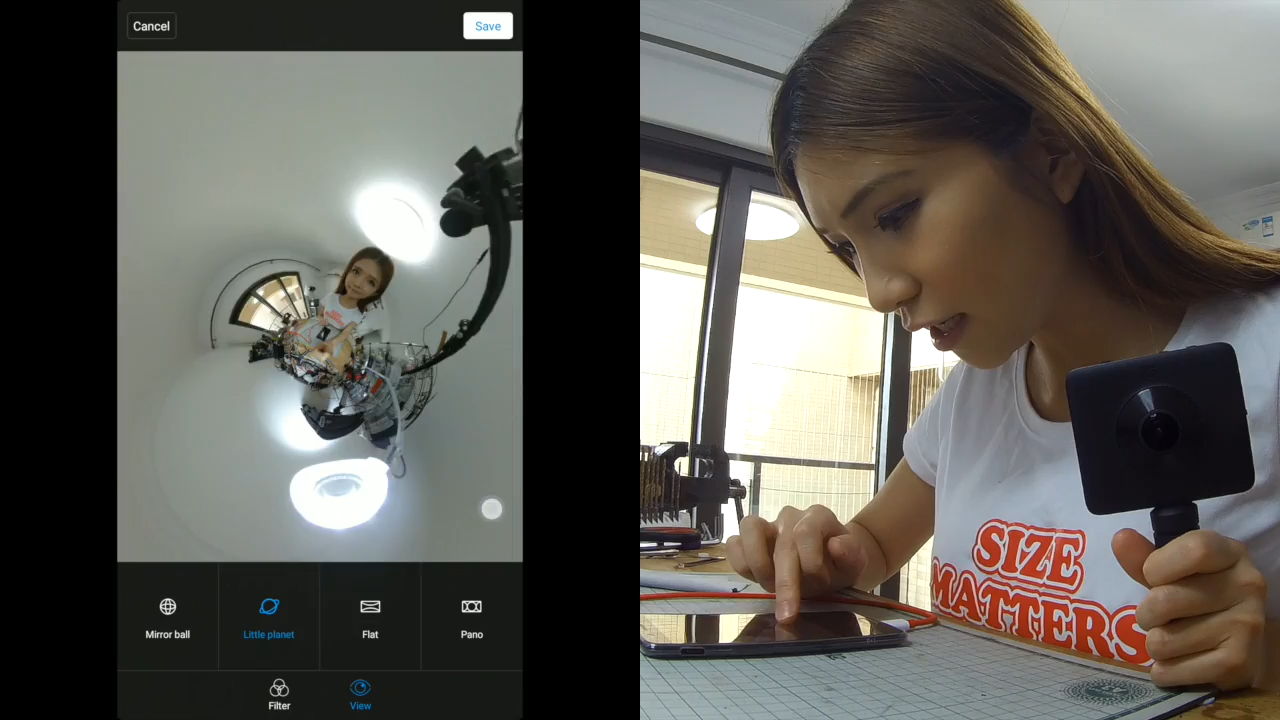 Cancel
Save
Mirror ball
Little planet
Flat
Pano
Filter
View
SIZE
MATTERS